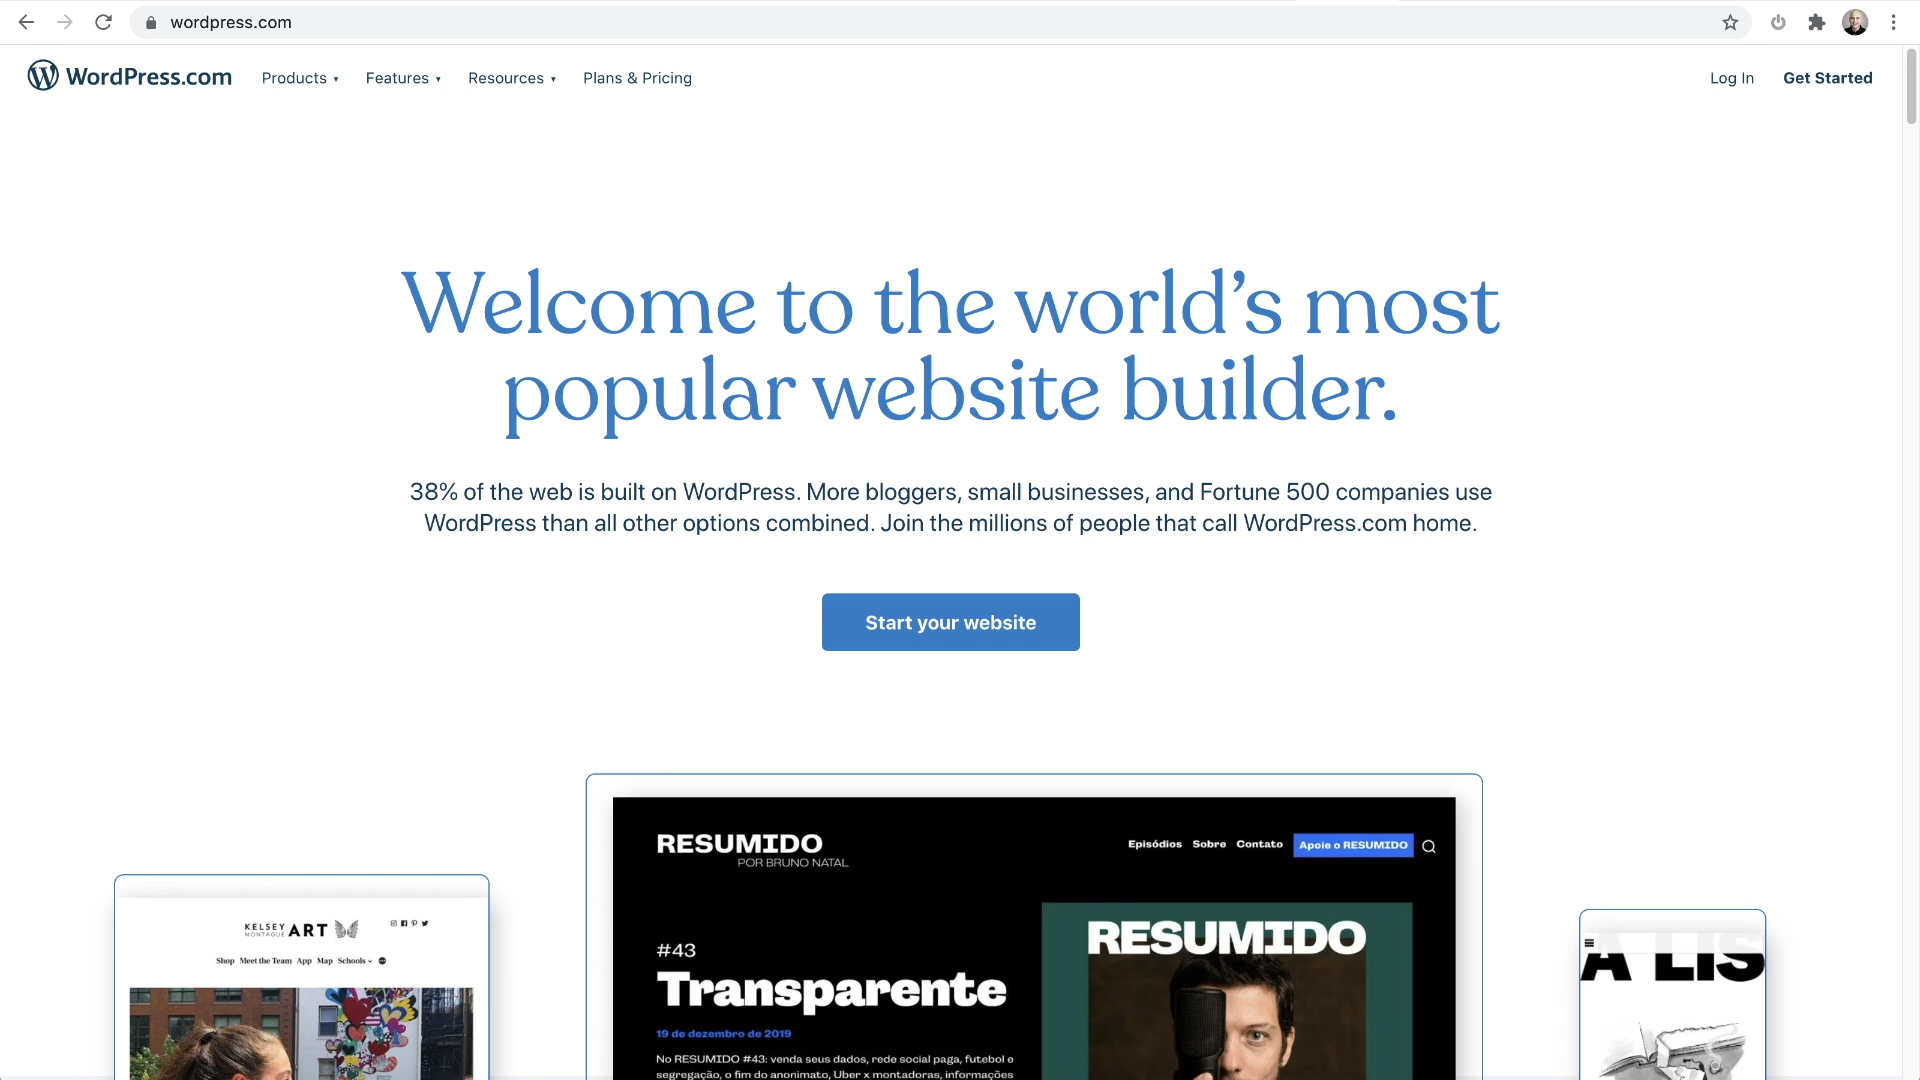 wordpress.com
WordPress.com Products Features Resources Plans & Pricing Log In Get Started
Welcome to the world’s most
popular website builder.
38% of the web is built on WordPress. More bloggers, small businesses, and Fortune 500 companies use
WordPress than all other options combined. Join the millions of people that call WordPress.com home.
Start your website
RESUMIDO
POR BRUNO NATAL
Episódios Sobre Contato Apoie o RESUMIDO
#43
Transparente
19 de dezembro de 2019
No RESUMIDO #43: venda seus dados, rede social paga, futebol e
segregação, o fim do anonimato, Uber x montadoras, informações
RESUMIDO
KELSEY
MONTAGUE
ART
Shop Meet the Team App Map Schools
A LIS